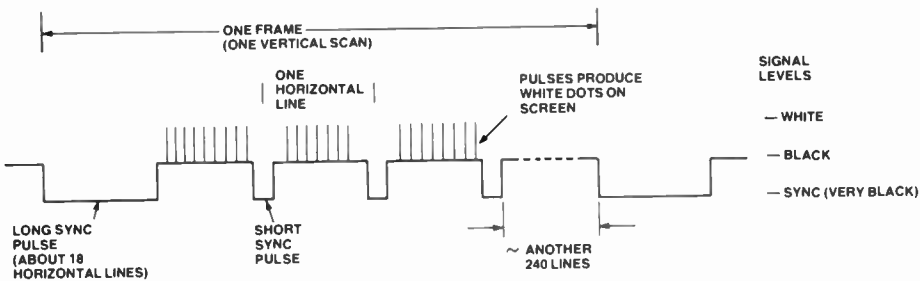 ONE FRAME
(ONE VERTICAL SCAN)
SIGNAL
LEVELS
ONE
HORIZONTAL
LINE
PULSES PRODUCE
WHITE DOTS ON
SCREEN
— WHITE
— BLACK
— SYNC (VERY BLACK)
LONG SYNC
PULSE
(ABOUT 18
HORIZONTAL LINES)
SHORT
SYNC
PULSE
~ ANOTHER
240 LINES